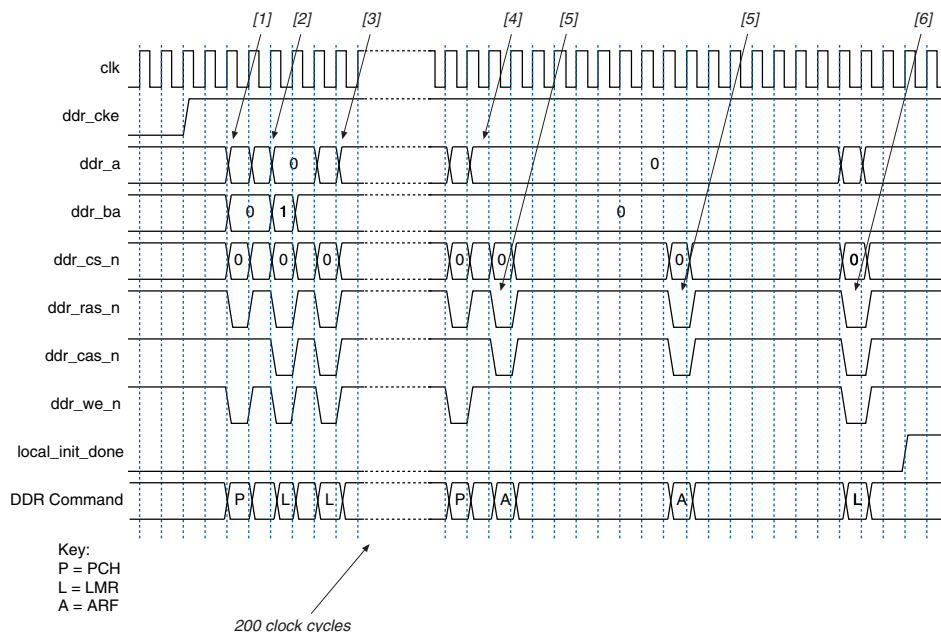 [1] [2] [3] [4] [5] [5] [6]
clk
ddr_cke
ddr_a 0 0
ddr_ba 0 1 0
ddr_cs_n 0 0 0 0 0 0 0
ddr_ras_n
ddr_cas_n
ddr_we_n
local_init_done
DDR Command P L L P A A L
Key:
P = PCH
L = LMR
A = ARF
200 clock cycles